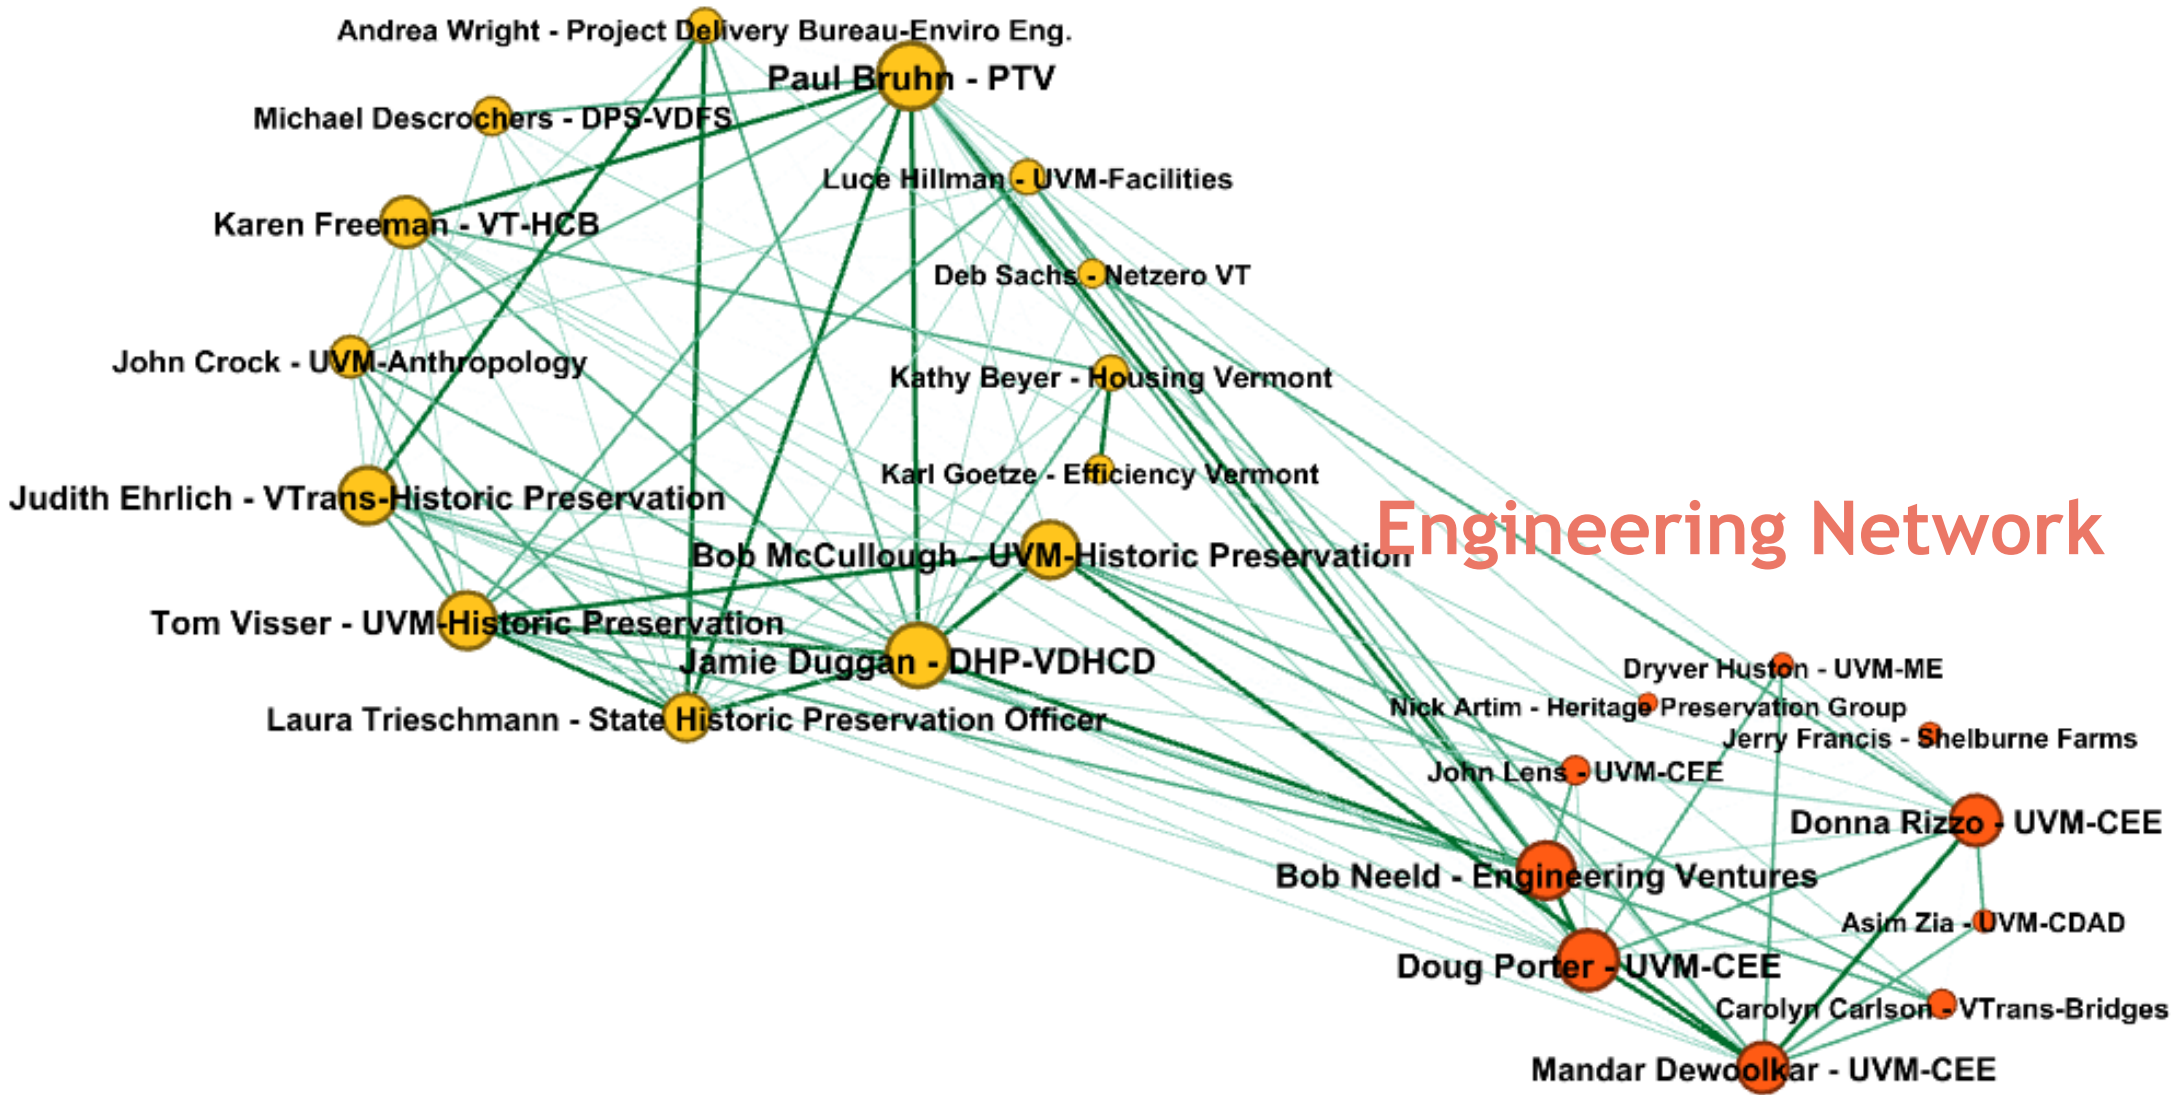 Andrea Wright - Project Delivery Bureau-Enviro Eng.
Paul Bruhn - PTV
Michael Descrochers - DPS-VDFS
Luce Hillman - UVM-Facilities
Karen Freeman - VT-HCB
Deb Sachs - Netzero VT
John Crock - UVM-Anthropology
Kathy Beyer - Housing Vermont
Karl Goetze - Efficiency Vermont
Judith Ehrlich - VTrans-Historic Preservation
Engineering Network
Bob McCullough - UVM-Historic Preservation
Tom Visser - UVM-Historic Preservation
Jamie Duggan - DHP-VDHCD
Laura Trieschmann - State Historic Preservation Officer
Dryver Huston - UVM-ME
Nick Artim - Heritage Preservation Group
Jerry Francis - Shelburne Farms
John Lens - UVM-CEE
Donna Rizzo - UVM-CEE
Bob Neeld - Engineering Ventures
Asim Zia - UVM-CDAD
Doug Porter - UVM-CEE
Carolyn Carlson - VTrans-Bridges
Mandar Dewoolkar - UVM-CEE